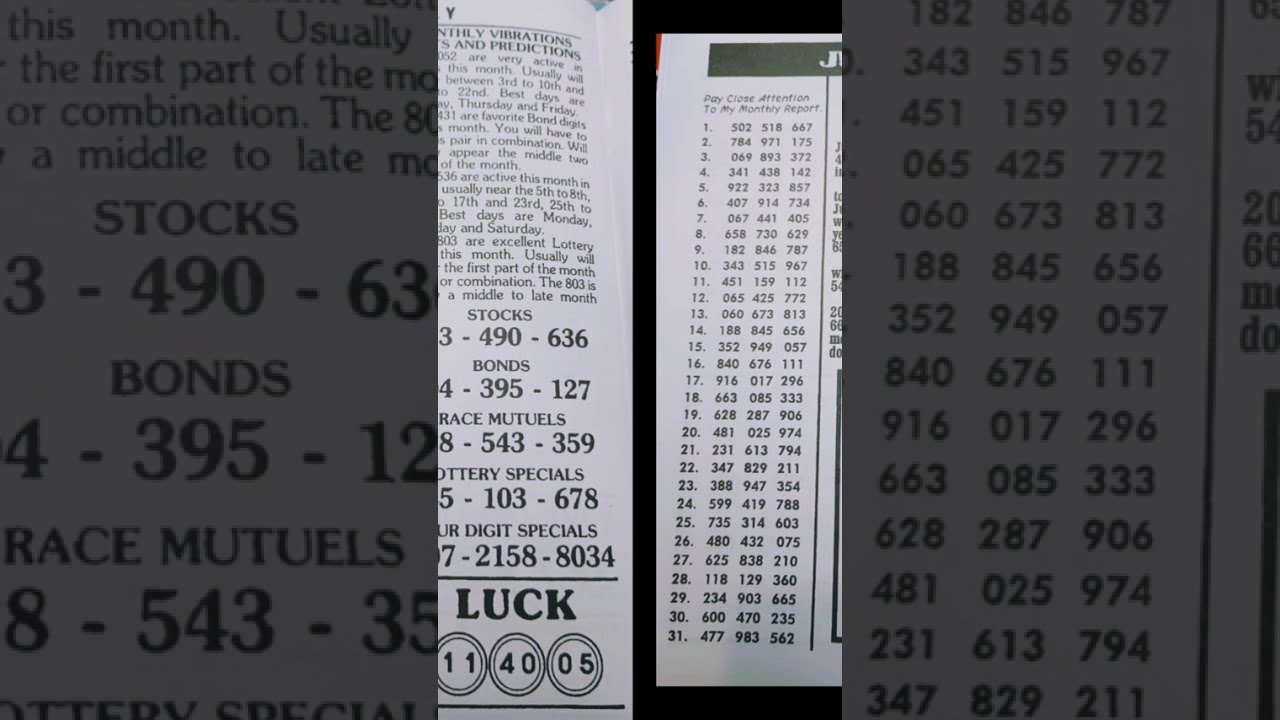 this month. Usually
the first part of the mo
or combination. The 80
a middle to late mo
STOCKS
3 - 490 - 636
BONDS
04 - 395 - 12
RACE MUTUELS
8 - 543 - 35
OTTERY SPECIAL
Y
NTHLY VIBRATIONS
S AND PREDICTIONS
052 are very active in
this month. Usually will
between 3rd to 10th and
to 22nd. Best days are
ay, Thursday and Friday.
431 are favorite Bond digits
s month. You will have to
s pair in combination. Will
appear the middle two
of the month.
536 are active this month in
usually near the 5th to 8th,
o 17th and 23rd, 25th to
Best days are Monday,
day and Saturday.
803 are excellent Lottery
this month. Usually will
the first part of the month
or combination. The 803 is
a middle to late month
STOCKS
3 - 490 - 636
BONDS
4 - 395 - 127
RACE MUTUELS
8 - 543 - 359
OTTERY SPECIALS
5 - 103 - 678
UR DIGIT SPECIALS
7 - 2158 - 8034
LUCK
11 40 05
JU
Pay Close Attention
To My Monthly Report.
1. 502 518 667
2. 784 971 175
3. 069 893 372
4. 341 438 142
5. 922 323 857
6. 407 914 734
7. 067 441 405
8. 658 730 629
9. 182 846 787
10. 343 515 967
11. 451 159 112
12. 065 425 772
13. 060 673 813
14. 188 845 656
15. 352 949 057
16. 840 676 111
17. 916 017 296
18. 663 085 333
19. 628 287 906
20. 481 025 974
21. 231 613 794
22. 347 829 211
23. 388 947 354
24. 599 419 788
25. 735 314 603
26. 480 432 075
27. 625 838 210
28. 118 129 360
29. 234 903 665
30. 600 470 235
31. 477 983 562
182 846 787
343 515 967
451 159 112
065 425 772
060 673 813
188 845 656
352 949 057
840 676 111
916 017 296
663 085 333
628 287 906
481 025 974
231 613 794
347 829 211
wi
54
20
66
me
do